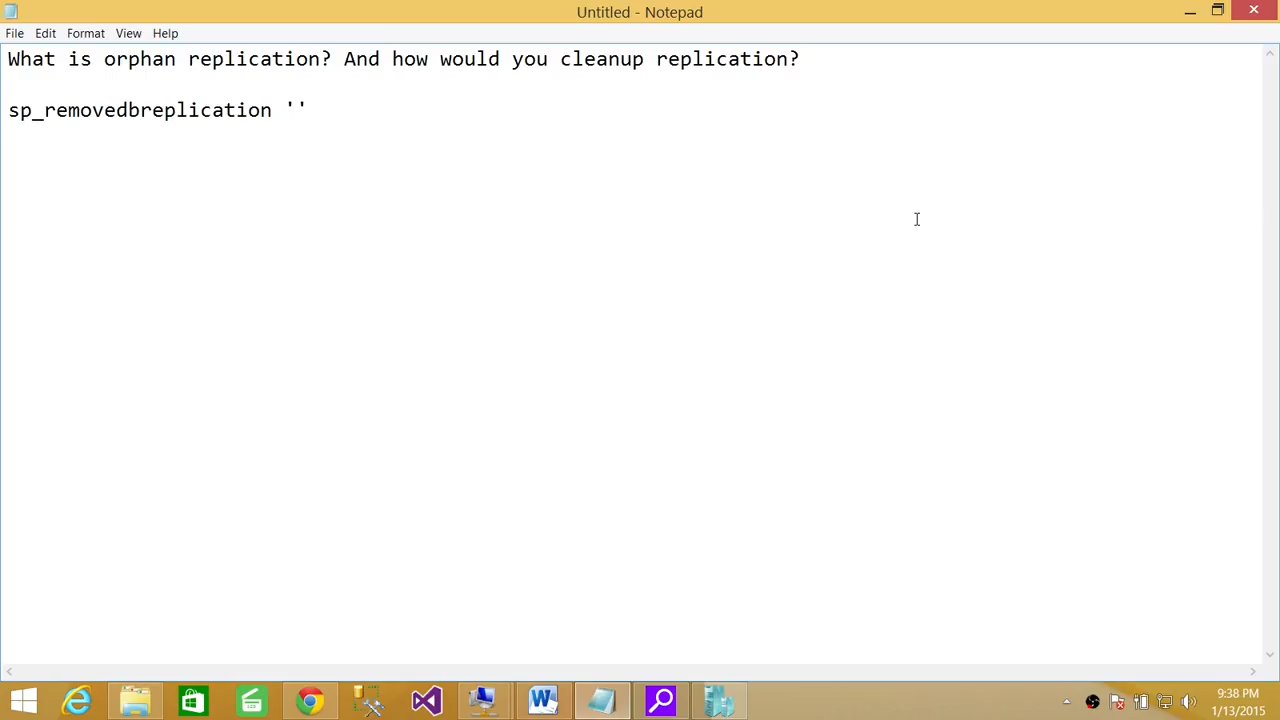 Untitled - Notepad
File Edit Format View Help
What is orphan replication? And how would you cleanup replication?
sp_removedbreplication ''
9:38 PM
1/13/2015